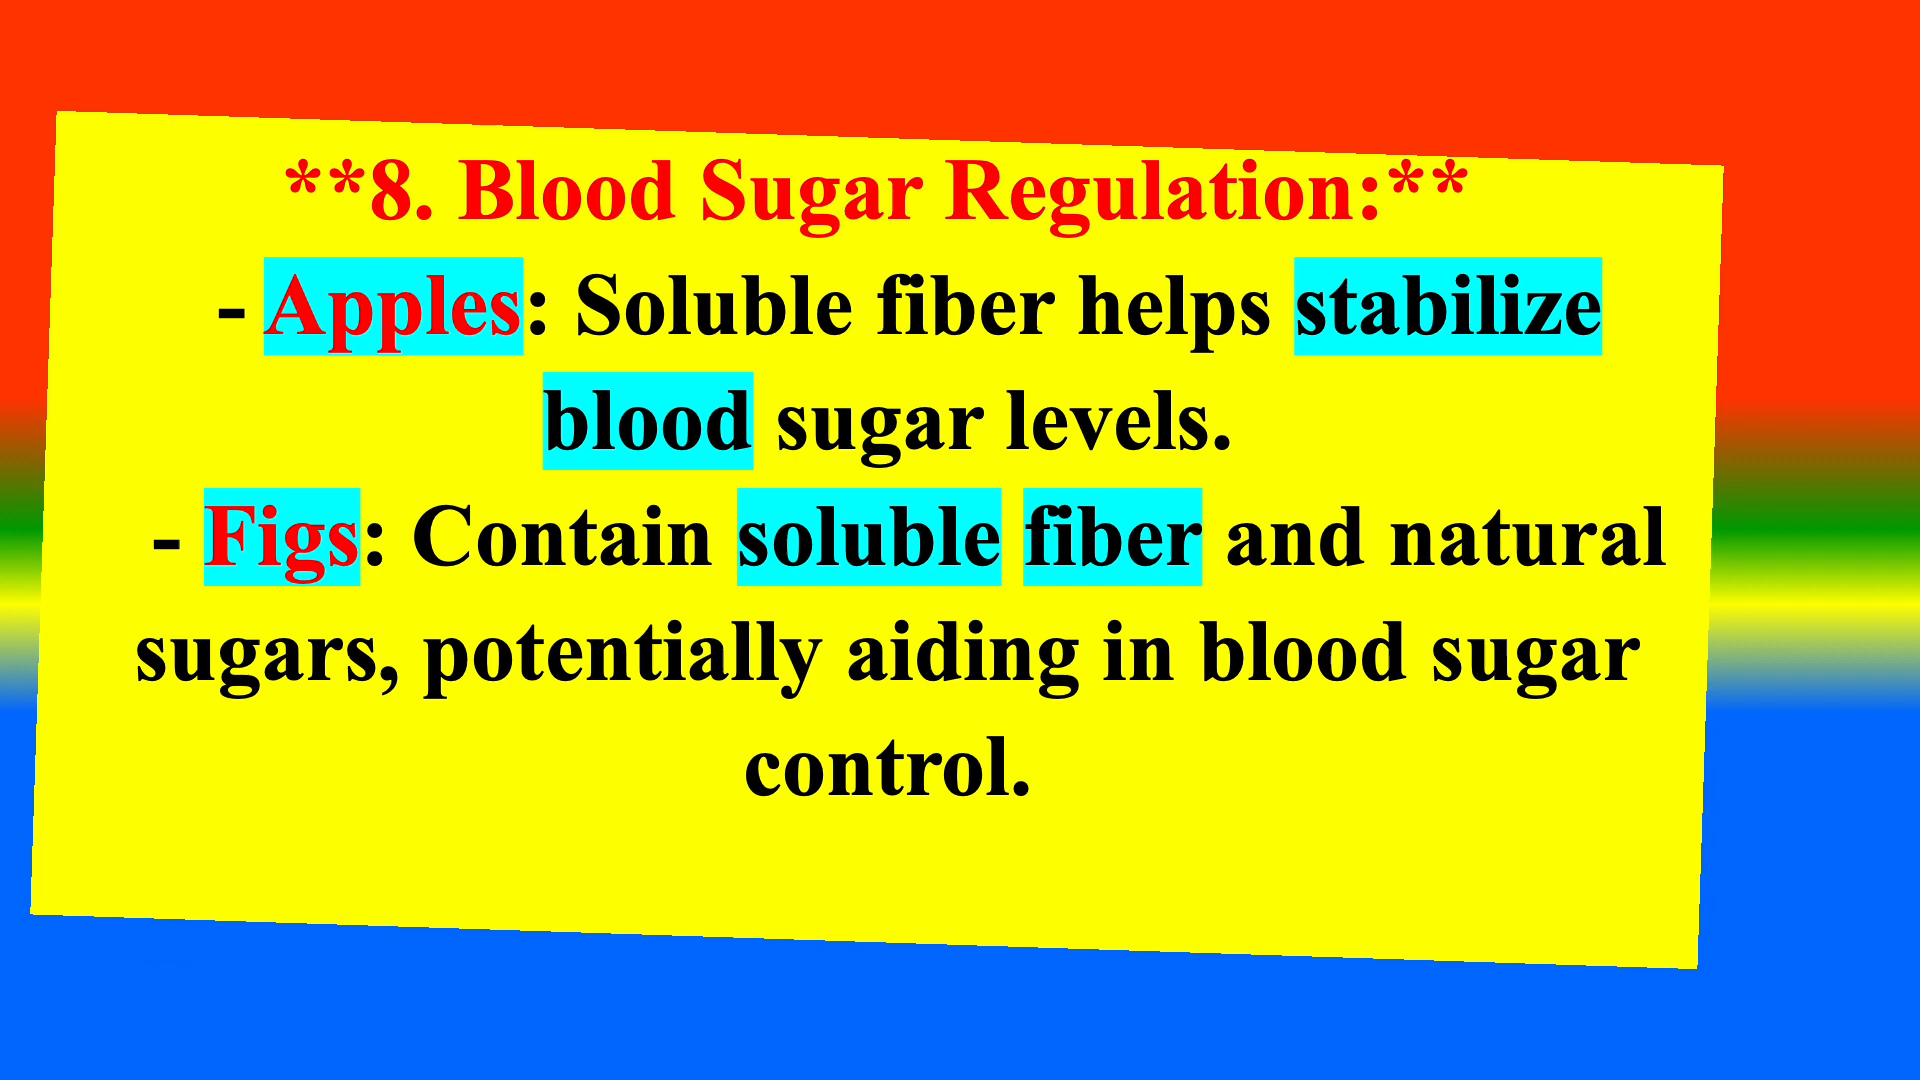 **8. Blood Sugar Regulation:**
- Apples: Soluble fiber helps stabilize
blood sugar levels.
- Figs: Contain soluble fiber and natural
sugars, potentially aiding in blood sugar
control.